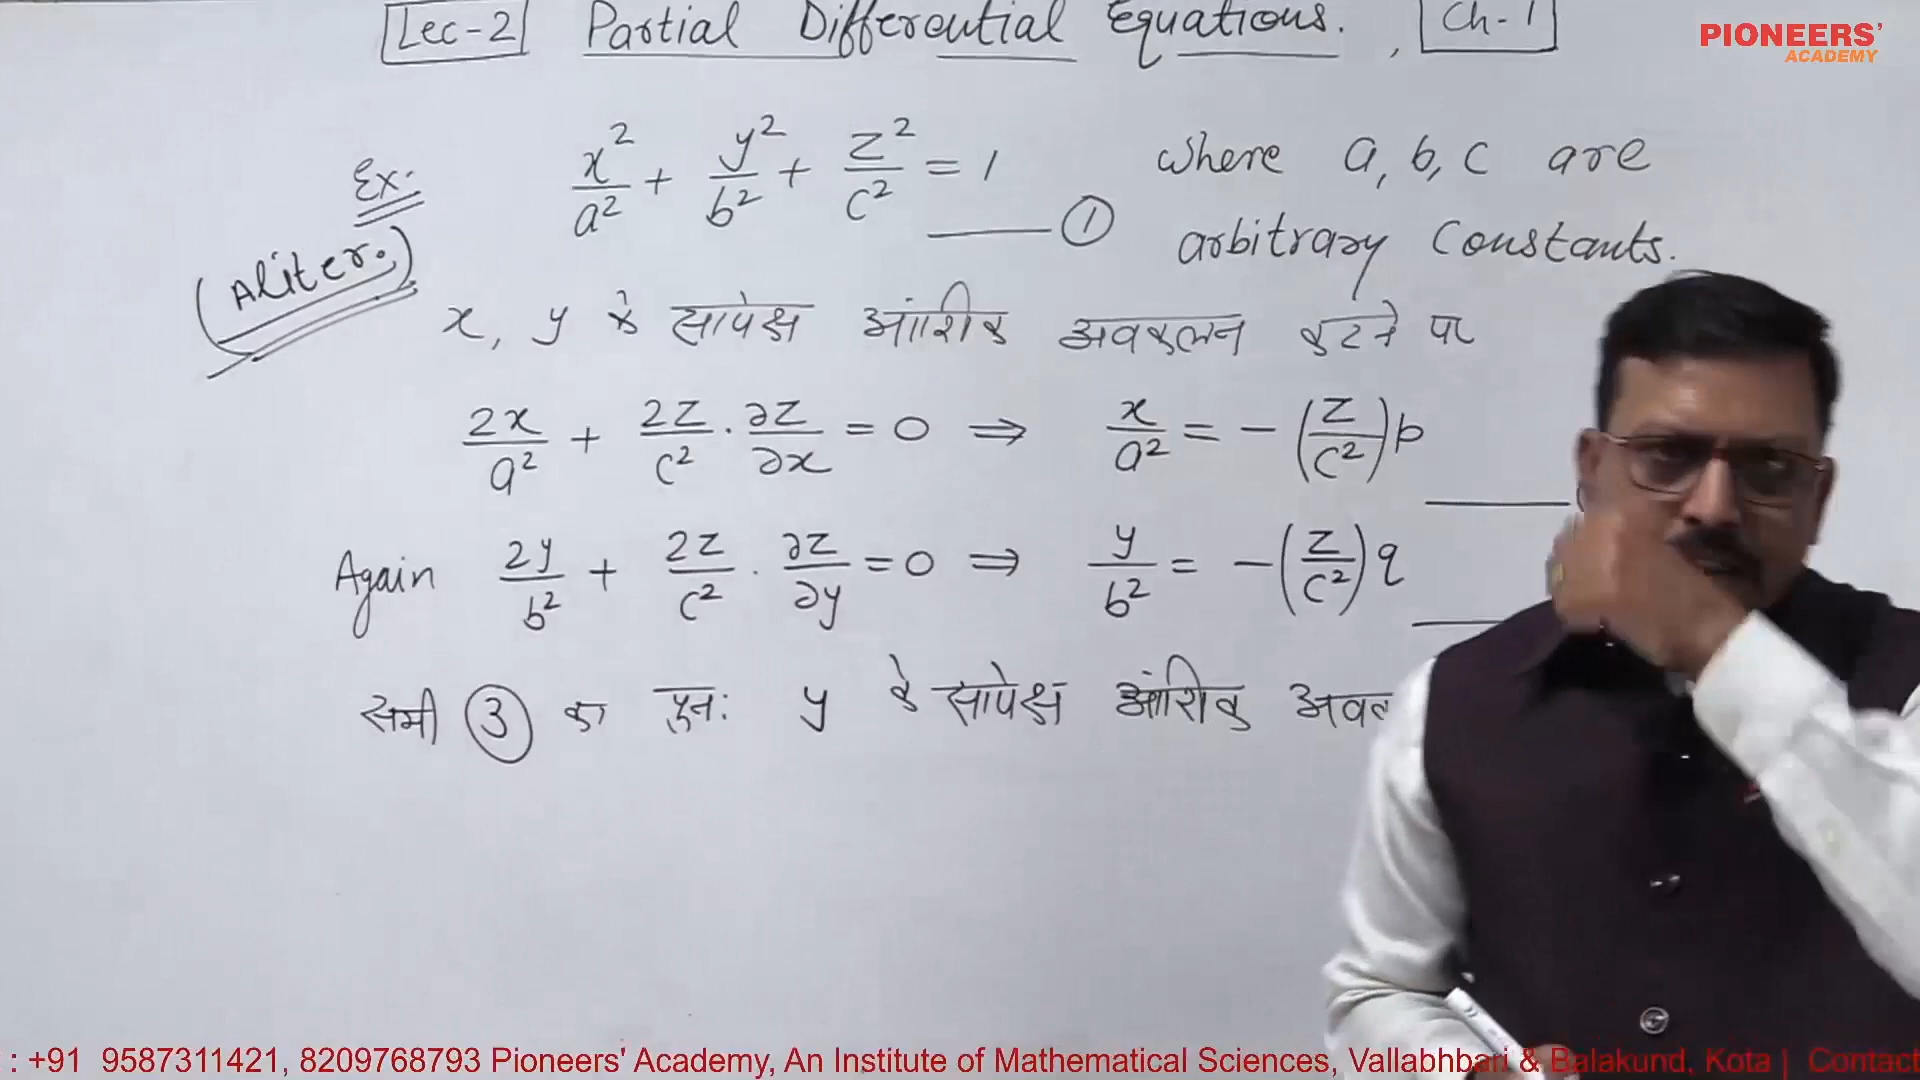 Lec-2 Partial Differential Equations. , Ch-1
PIONEERS'
ACADEMY
Ex. x²/a² + y²/b² + z²/c² = 1 ——① where a, b, c are
arbitrary Constants.
(Aliter.)
x, y के सापेक्ष आंशिक अवकलन करने पर
2x/a² + 2z/c² · ∂z/∂x = 0 ⇒ x/a² = -(z/c²)p
Again 2y/b² + 2z/c² · ∂z/∂y = 0 ⇒ y/b² = -(z/c²)q
समी ③ का पुनः y के सापेक्ष आंशिक अवक
: +91 9587311421, 8209768793 Pioneers' Academy, An Institute of Mathematical Sciences, Vallabhbari & Balakund, Kota | Contact